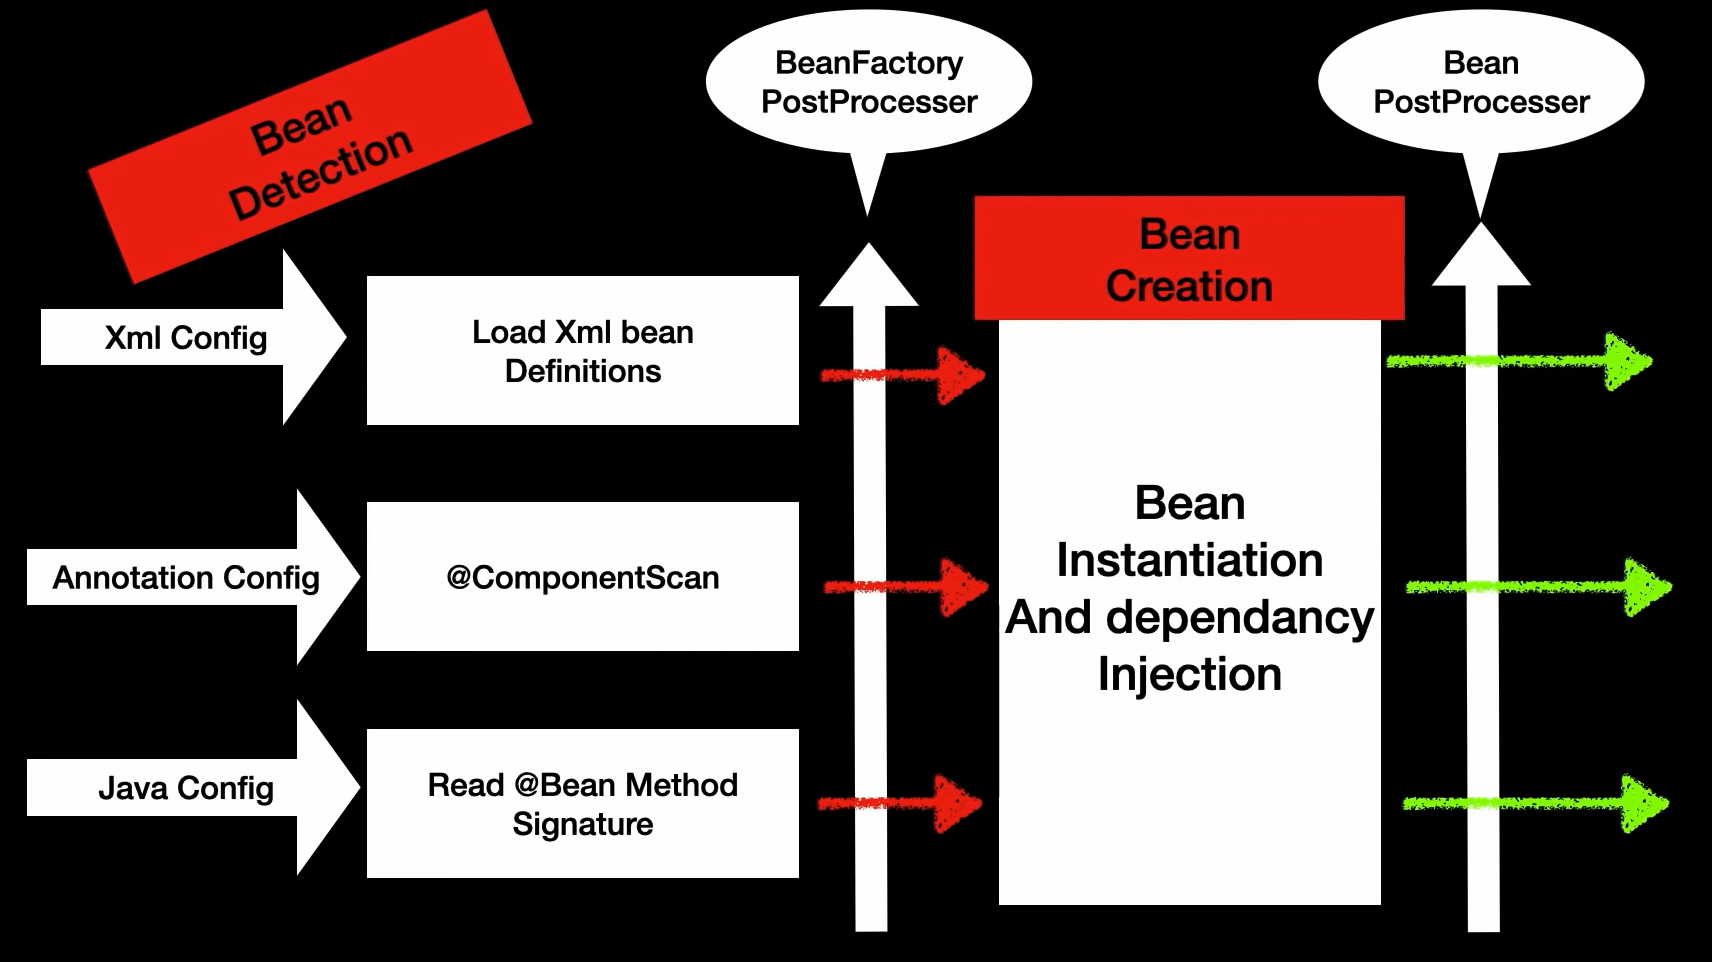 Bean
Detection
BeanFactory
PostProcesser
Bean
PostProcesser
Bean
Creation
Xml Config
Load Xml bean
Definitions
Annotation Config
@ComponentScan
Java Config
Read @Bean Method
Signature
Bean
Instantiation
And dependancy
Injection